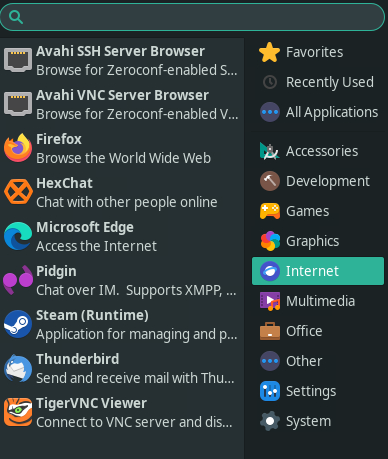 Avahi SSH Server Browser
Browse for Zeroconf-enabled S...
Avahi VNC Server Browser
Browse for Zeroconf-enabled V...
Firefox
Browse the World Wide Web
HexChat
Chat with other people online
Microsoft Edge
Access the Internet
Pidgin
Chat over IM.  Supports XMPP, ...
Steam (Runtime)
Application for managing and p...
Thunderbird
Send and receive mail with Thu...
TigerVNC Viewer
Connect to VNC server and dis...
Favorites
Recently Used
All Applications
Accessories
Development
Games
Graphics
Internet
Multimedia
Office
Other
Settings
System